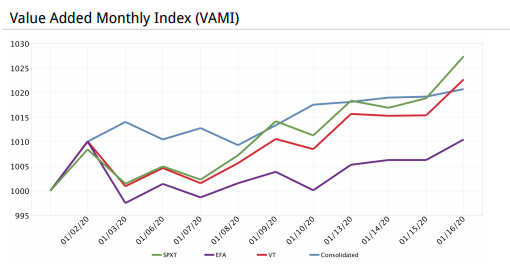 Value Added Monthly Index (VAMI)
1030
1025
1020
1015
1010
1005
1000
995
01/02/20 01/03/20 01/06/20 01/07/20 01/08/20 01/09/20 01/10/20 01/13/20 01/14/20 01/15/20 01/16/20
SPXT EFA VT Consolidated